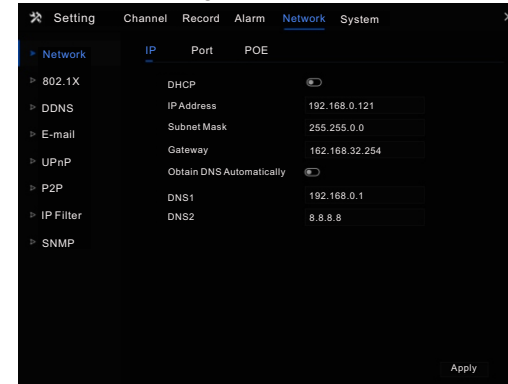 Setting Channel Record Alarm Network System
Network IP Port POE
802.1X DHCP
DDNS IP Address 192.168.0.121
Subnet Mask 255.255.0.0
E-mail
Gateway 162.168.32.254
UPnP
Obtain DNS Automatically
P2P
DNS1 192.168.0.1
IP Filter DNS2 8.8.8.8
SNMP
Apply